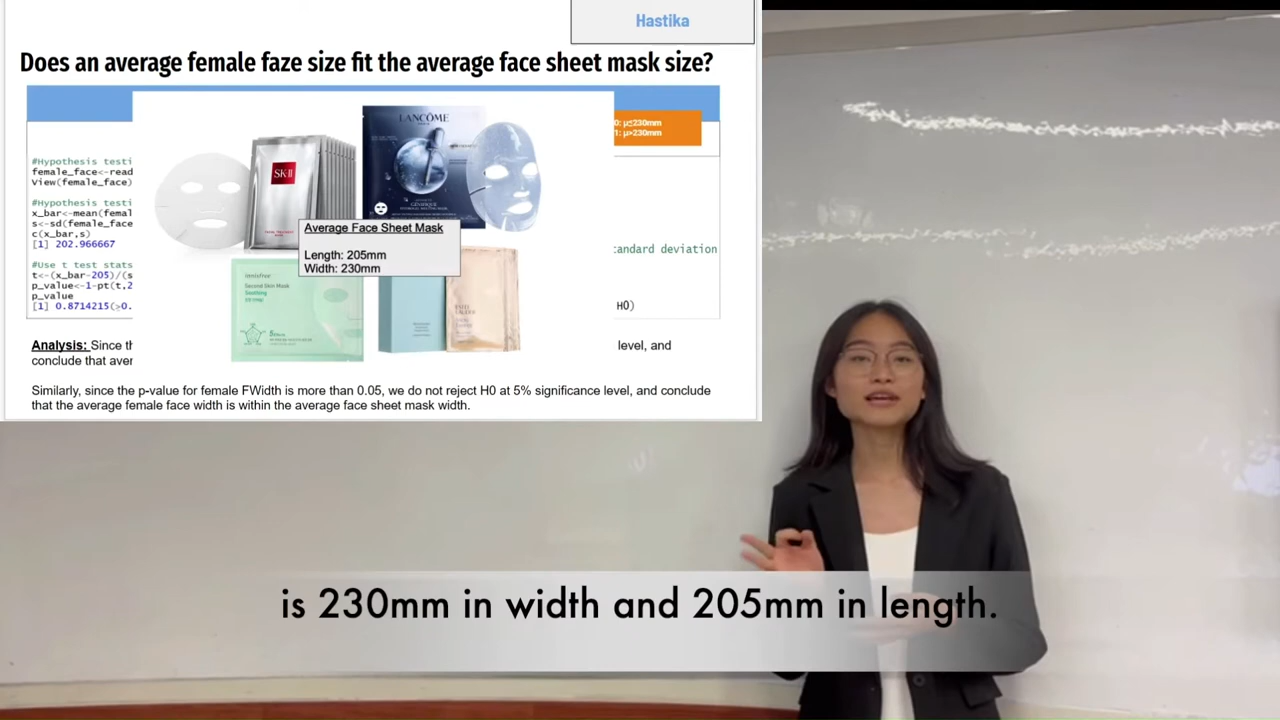 Hastika
Does an average female faze size fit the average face sheet mask size?
0: μ≤230mm
1: μ>230mm
#Hypothesis testi
female_face<-read
View(female_face)
#Hypothesis testi
x_bar<-mean(femal
s<-sd(female_face
c(x_bar,s)
[1] 202.966667
tandard deviation
#Use t test stats
t<-(x_bar-205)/(s
p_value<-1-pt(t,2
p_value
[1] 0.8714215(>0.
H0)
LANCÔME
SK-II
innisfree
Second Skin Mask
Soothing
Average Face Sheet Mask
Length: 205mm
Width: 230mm
Analysis: Since th
level, and
conclude that aver
Similarly, since the p-value for female FWidth is more than 0.05, we do not reject H0 at 5% significance level, and conclude
that the average female face width is within the average face sheet mask width.
is 230mm in width and 205mm in length.